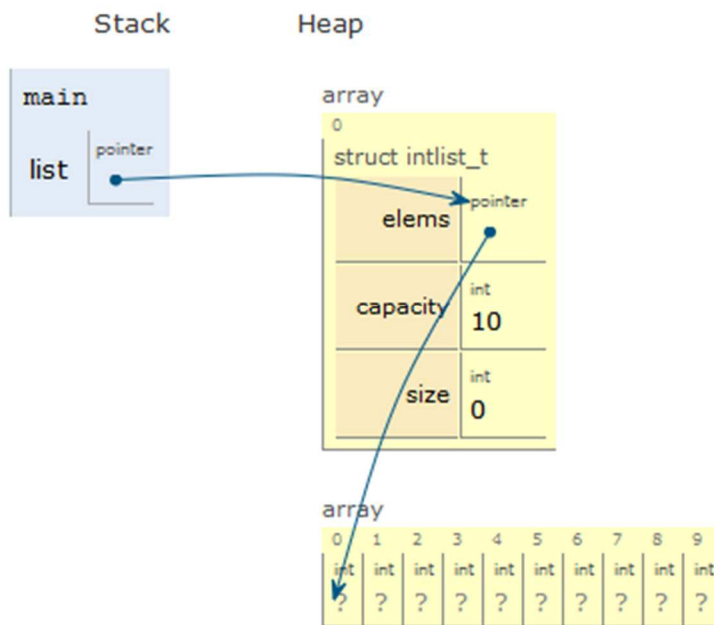 Stack Heap
main
list pointer
array
0
struct intlist_t
elems pointer
capacity int
10
size int
0
array
0 1 2 3 4 5 6 7 8 9
int int int int int int int int int int
? ? ? ? ? ? ? ? ? ?